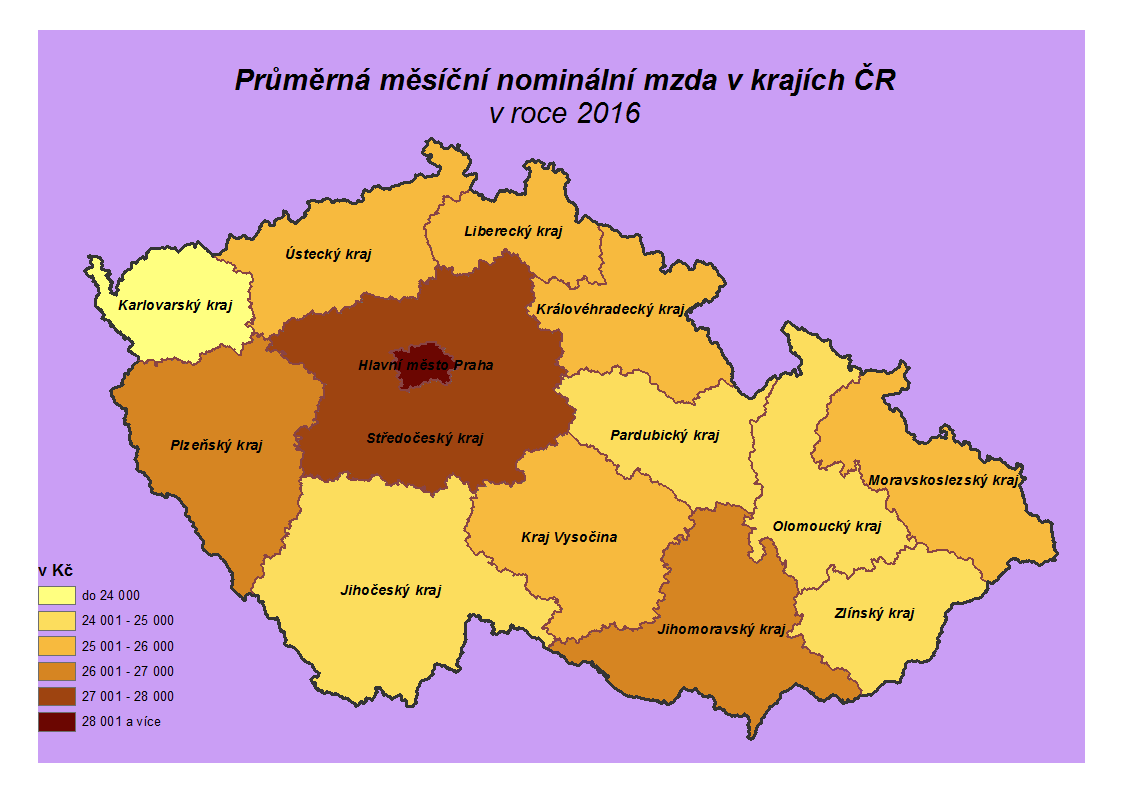 Průměrná měsíční nominální mzda v krajích ČR
v roce 2016
Liberecký kraj
Ústecký kraj
Karlovarský kraj
Královéhradecký kraj
Hlavní město Praha
Středočeský kraj
Pardubický kraj
Plzeňský kraj
Moravskoslezský kraj
Olomoucký kraj
Kraj Vysočina
Jihočeský kraj
Zlínský kraj
Jihomoravský kraj
v Kč
do 24 000
24 001 - 25 000
25 001 - 26 000
26 001 - 27 000
27 001 - 28 000
28 001 a více